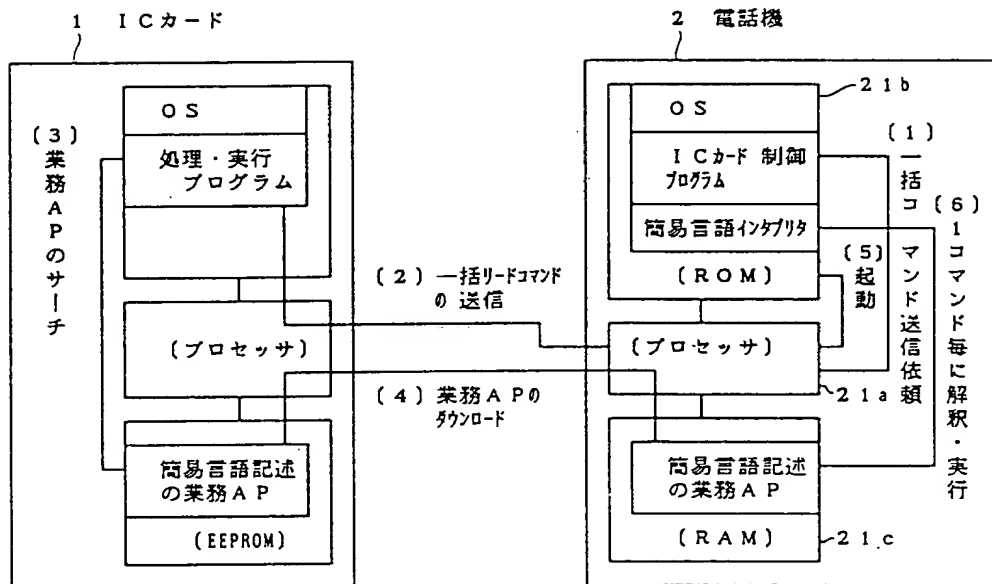 1 ICカード
OS
処理・実行
プログラム
(3)業務APのサーチ
(プロセッサ)
簡易言語記述
の業務AP
(EEPROM)
(2)一括リードコマンド
の送信
(4)業務APの
ダウンロード
2 電話機
21b
OS
ICカード制御
プログラム
簡易言語インタプリタ
(ROM)
(プロセッサ)
21a
簡易言語記述
の業務AP
(RAM)
21c
(5)起動
(1)一括コマンド送信依頼
(6)1コマンド毎に解釈・実行